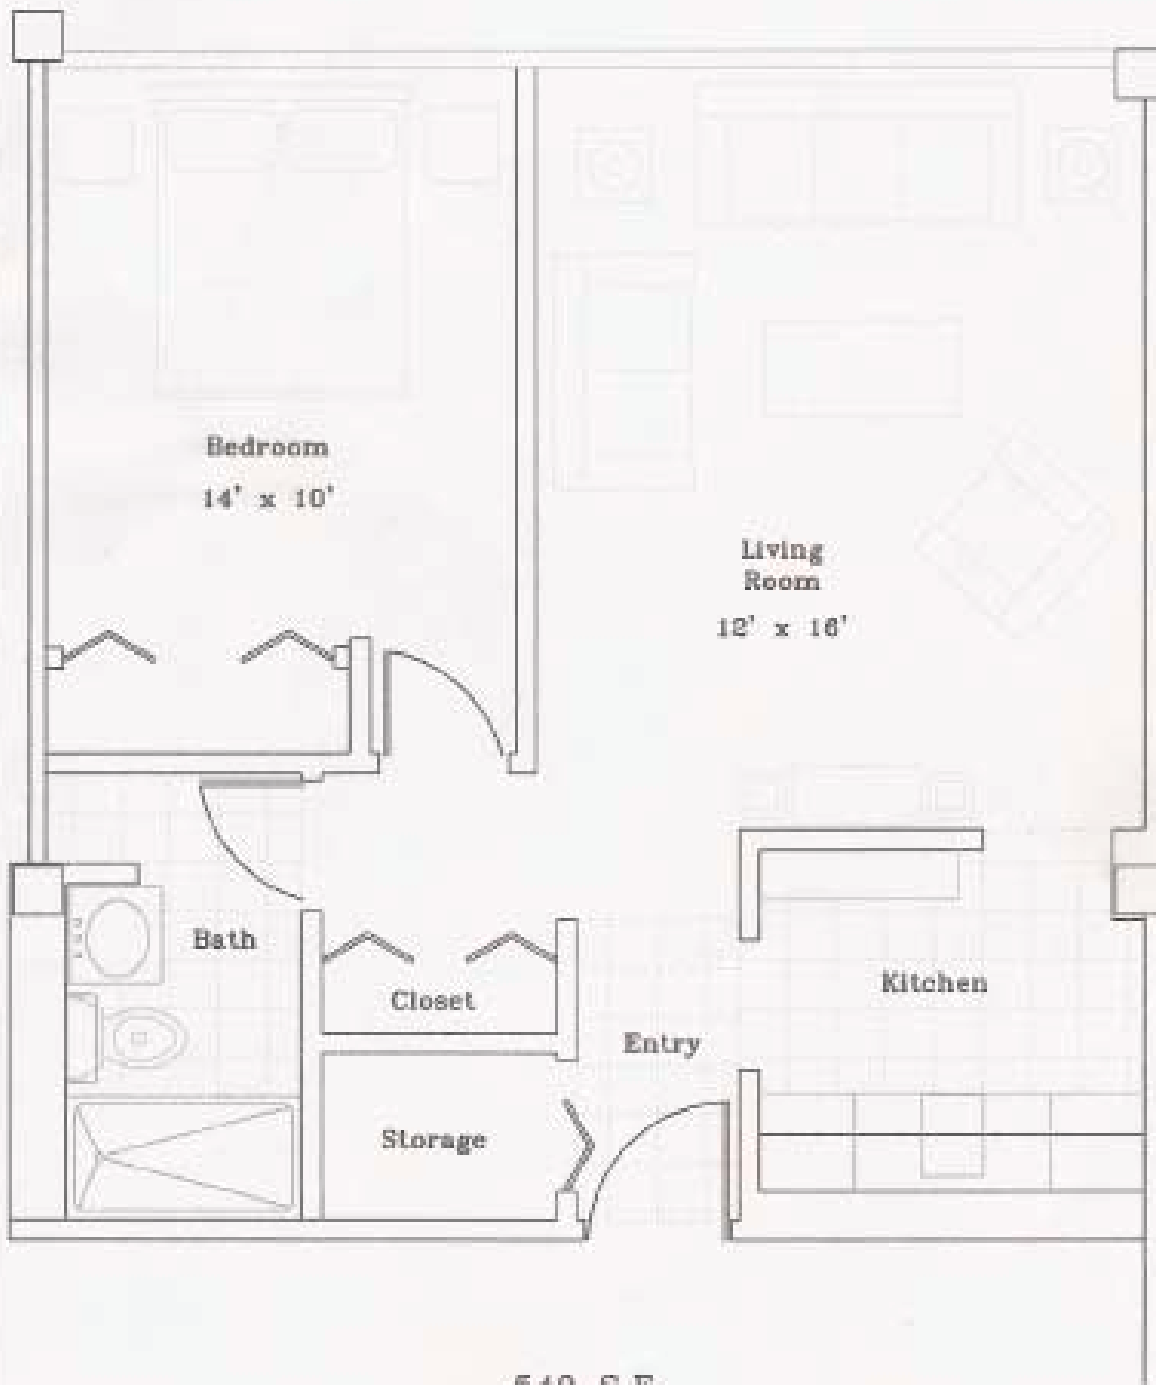 Bedroom
14' x 10'
Living
Room
12' x 16'
Bath
Closet
Kitchen
Entry
Storage
S.F.